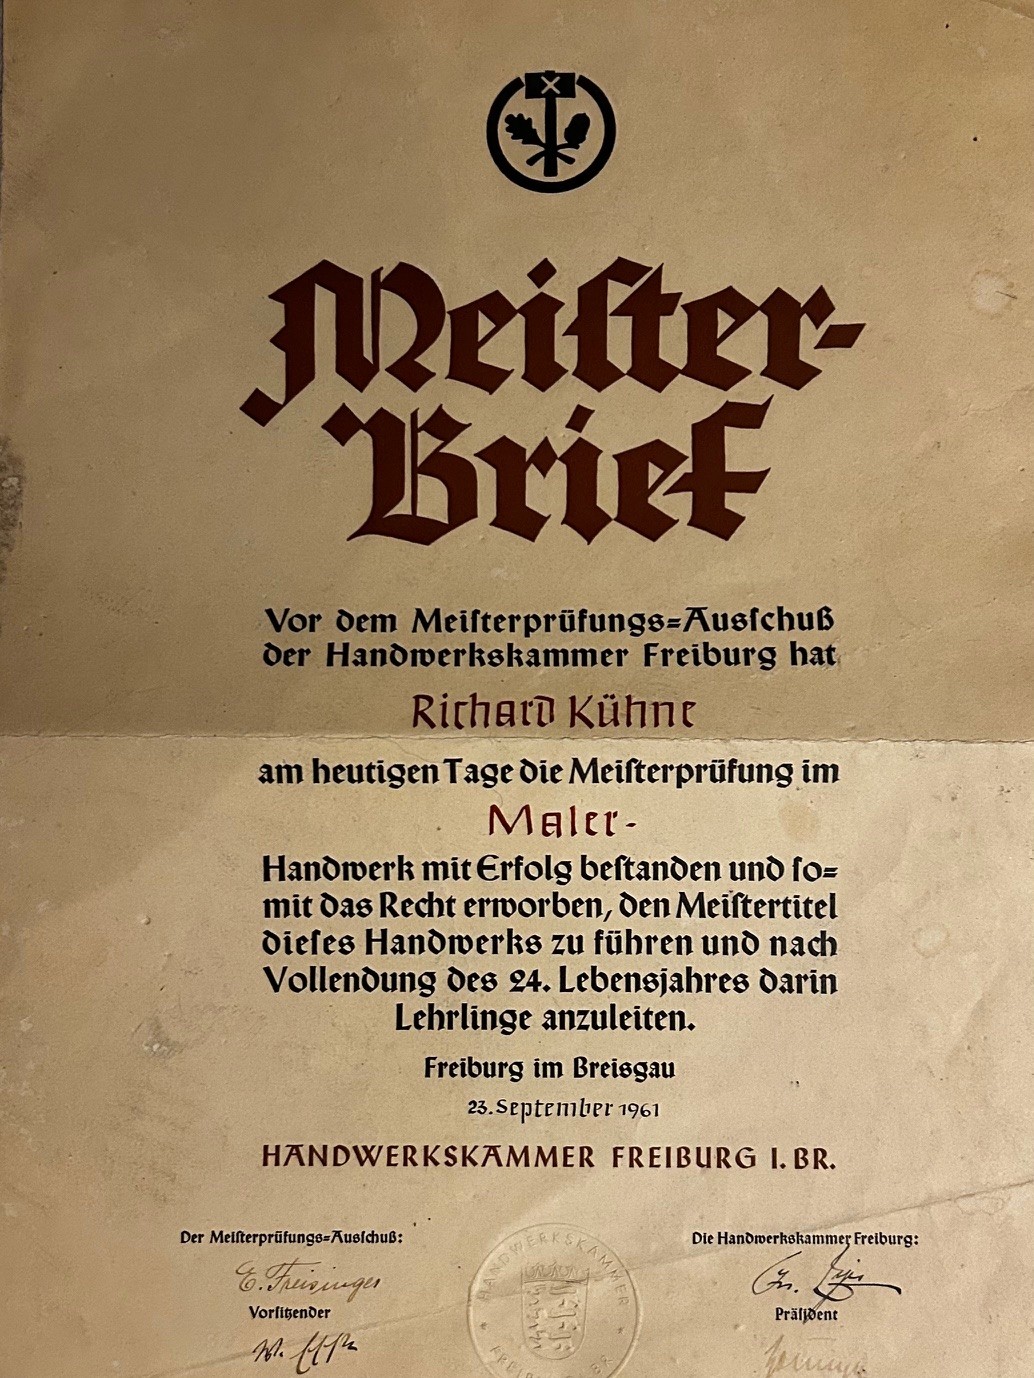 Meiſter-
Brief
Vor dem Meiſterprüfungs=Ausſchuß
der Handwerkskammer Freiburg hat
Richard Kühne
am heutigen Tage die Meiſterprüfung im
Maler-
Handwerk mit Erfolg beſtanden und ſo=
mit das Recht erworben, den Meiſtertitel
dieſes Handwerks zu führen und nach
Vollendung des 24. Lebensjahres darin
Lehrlinge anzuleiten.
Freiburg im Breisgau
23. September 1961
HANDWERKSKAMMER FREIBURG I. BR.
Der Meiſterprüfungs=Ausſchuß:
Die Handwerkskammer Freiburg:
E. Freisinger
Vorſitzender
Präſident
HANDWERKSKAMMER